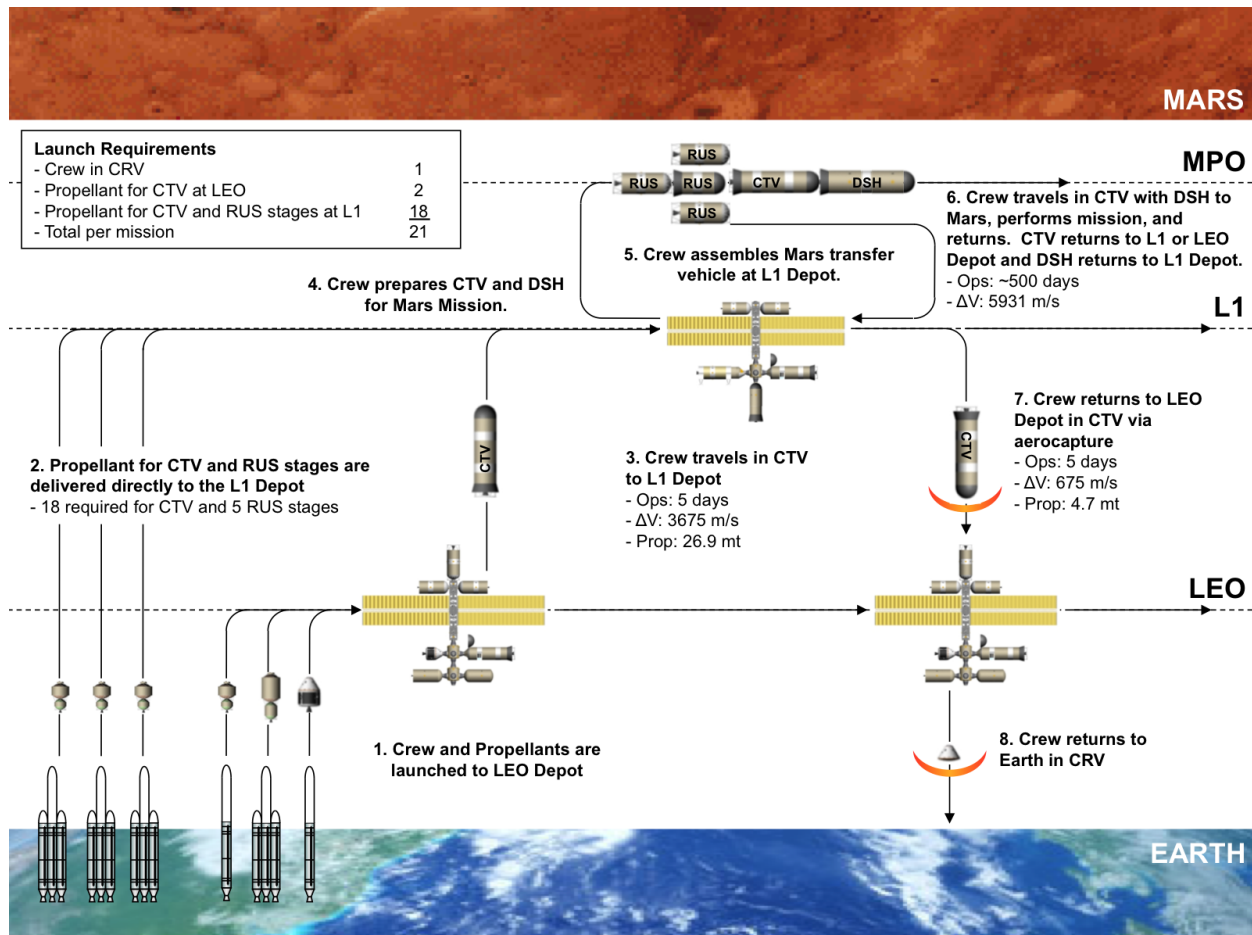 MARS
Launch Requirements
- Crew in CRV 1
- Propellant for CTV at LEO 2
- Propellant for CTV and RUS stages at L1 18
- Total per mission 21
RUS
RUS RUS CTV DSH
RUS
MPO
6. Crew travels in CTV with DSH to
Mars, performs mission, and
returns. CTV returns to L1 or LEO
Depot and DSH returns to L1 Depot.
- Ops: ~500 days
- ΔV: 5931 m/s
5. Crew assembles Mars transfer
vehicle at L1 Depot.
4. Crew prepares CTV and DSH
for Mars Mission.
L1
CTV
7. Crew returns to LEO
Depot in CTV via
aerocapture
- Ops: 5 days
- ΔV: 675 m/s
- Prop: 4.7 mt
CTV
3. Crew travels in CTV
to L1 Depot
- Ops: 5 days
- ΔV: 3675 m/s
- Prop: 26.9 mt
2. Propellant for CTV and RUS stages are
delivered directly to the L1 Depot
- 18 required for CTV and 5 RUS stages
LEO
1. Crew and Propellants are
launched to LEO Depot
8. Crew returns to
Earth in CRV
EARTH